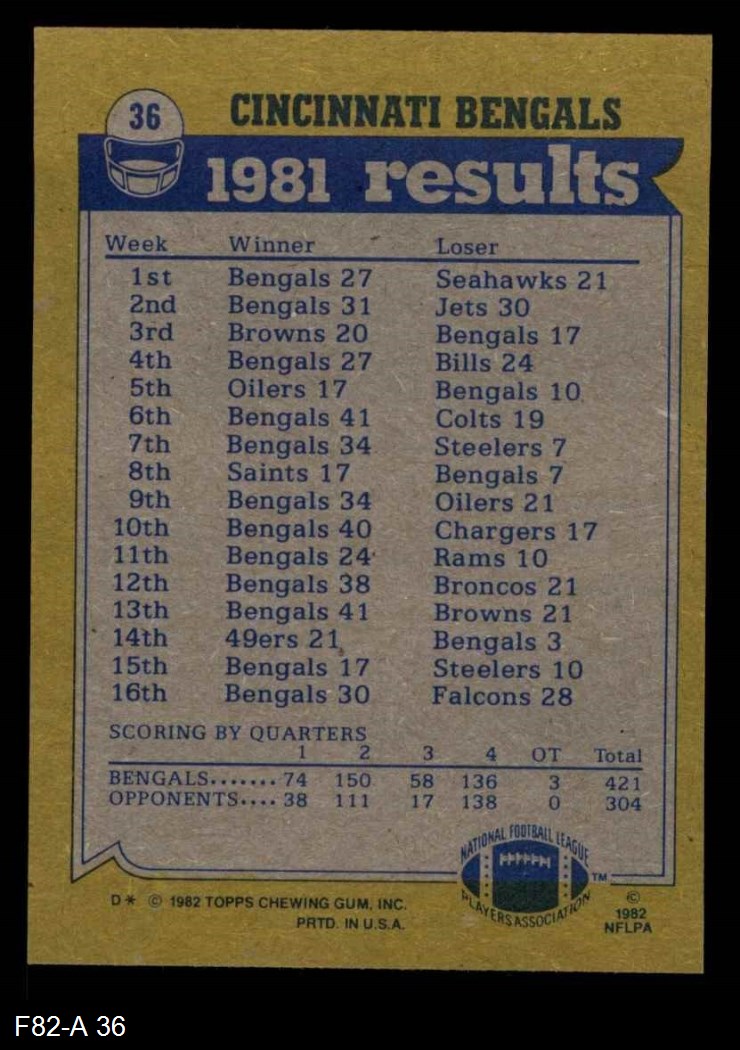 36
CINCINNATI BENGALS
1981 results
Week Winner Loser
1st Bengals 27 Seahawks 21
2nd Bengals 31 Jets 30
3rd Browns 20 Bengals 17
4th Bengals 27 Bills 24
5th Oilers 17 Bengals 10
6th Bengals 41 Colts 19
7th Bengals 34 Steelers 7
8th Saints 17 Bengals 7
9th Bengals 34 Oilers 21
10th Bengals 40 Chargers 17
11th Bengals 24 Rams 10
12th Bengals 38 Broncos 21
13th Bengals 41 Browns 21
14th 49ers 21 Bengals 3
15th Bengals 17 Steelers 10
16th Bengals 30 Falcons 28
SCORING BY QUARTERS
1 2 3 4 OT Total
BENGALS....... 74 150 58 136 3 421
OPPONENTS.... 38 111 17 138 0 304
NATIONAL FOOTBALL LEAGUE
PLAYERS ASSOCIATION
TM
D* © 1982 TOPPS CHEWING GUM, INC.
PRTD. IN U.S.A.
©
1982
NFLPA
F82-A 36